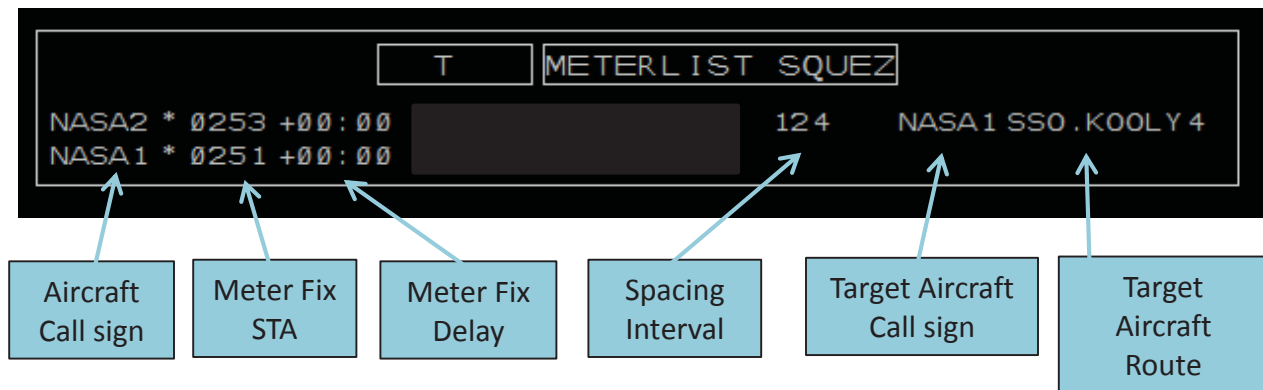 T METERLIST SQUEZ
NASA2 * 0253 +00:00 124 NASA1 SSO.KOOLY4
NASA1 * 0251 +00:00
Aircraft
Call sign
Meter Fix
STA
Meter Fix
Delay
Spacing
Interval
Target Aircraft
Call sign
Target
Aircraft
Route